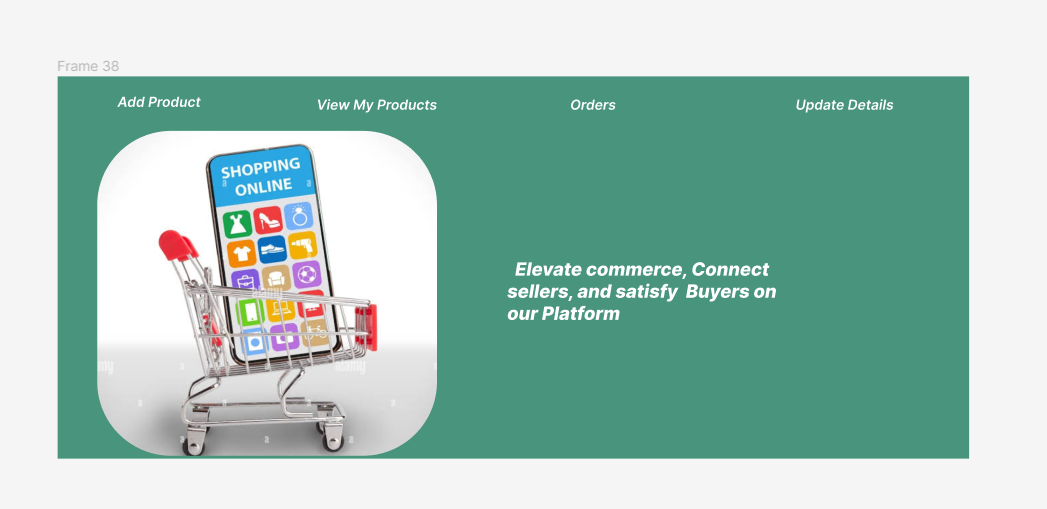 Frame 38
Add Product
View My Products
Orders
Update Details
SHOPPING
ONLINE
alamy
Elevate commerce, Connect
sellers, and satisfy Buyers on
our Platform